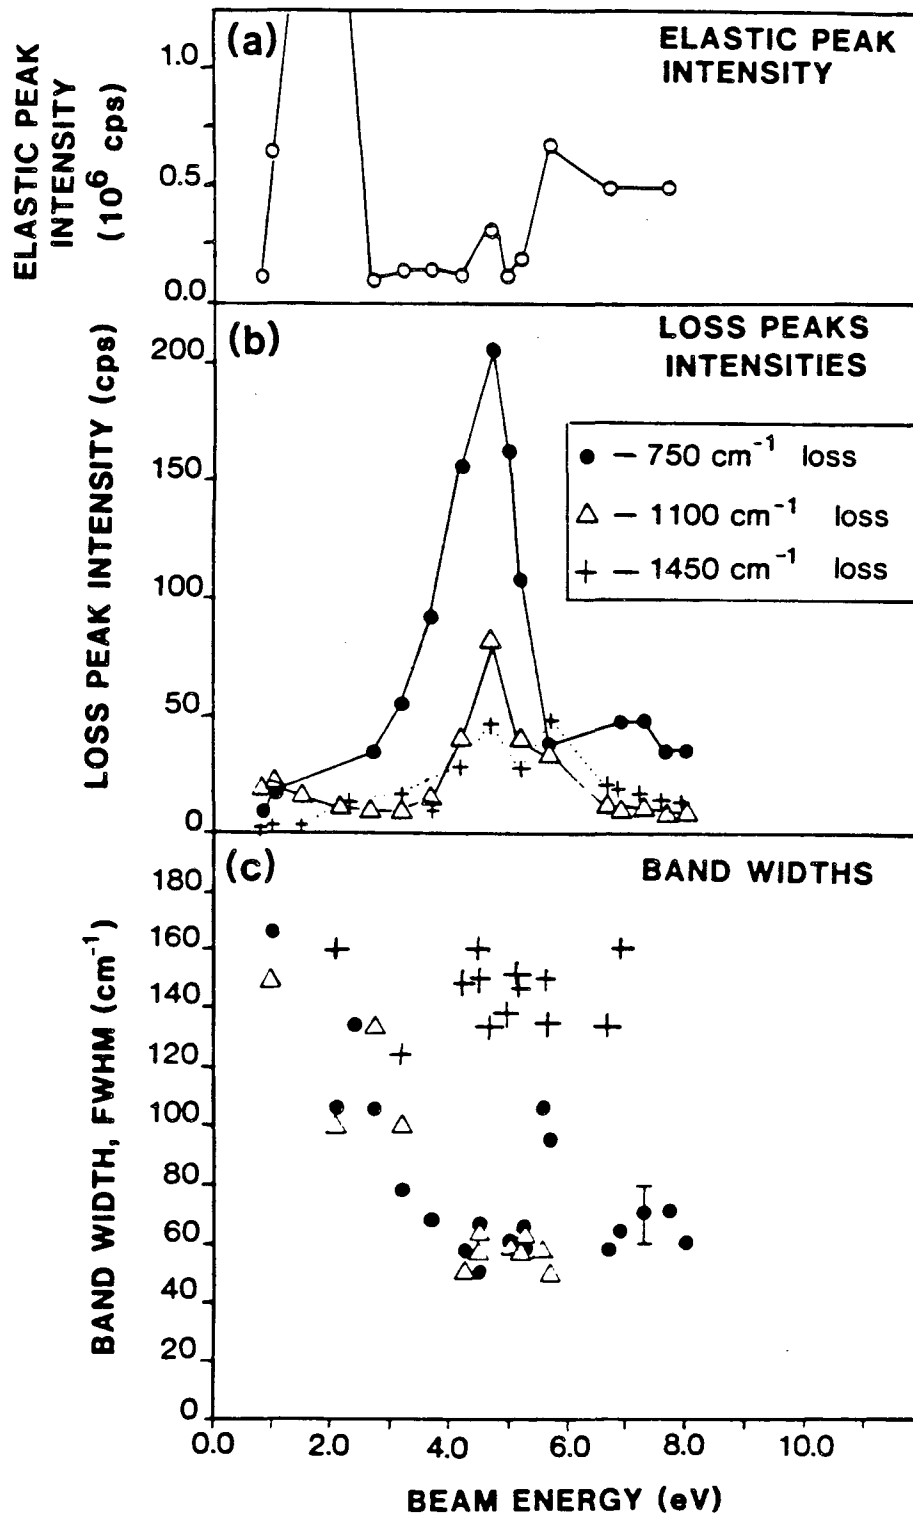 (a)
ELASTIC PEAK
INTENSITY
ELASTIC PEAK
INTENSITY
(10⁶ cps)
1.0
0.5
0.0
(b)
LOSS PEAKS
INTENSITIES
LOSS PEAK INTENSITY (cps)
200
150
100
50
0
– 750 cm⁻¹ loss
– 1100 cm⁻¹ loss
– 1450 cm⁻¹ loss
(c)
BAND WIDTHS
BAND WIDTH, FWHM (cm⁻¹)
180
160
140
120
100
80
60
40
20
0
0.0 2.0 4.0 6.0 8.0 10.0
BEAM ENERGY (eV)